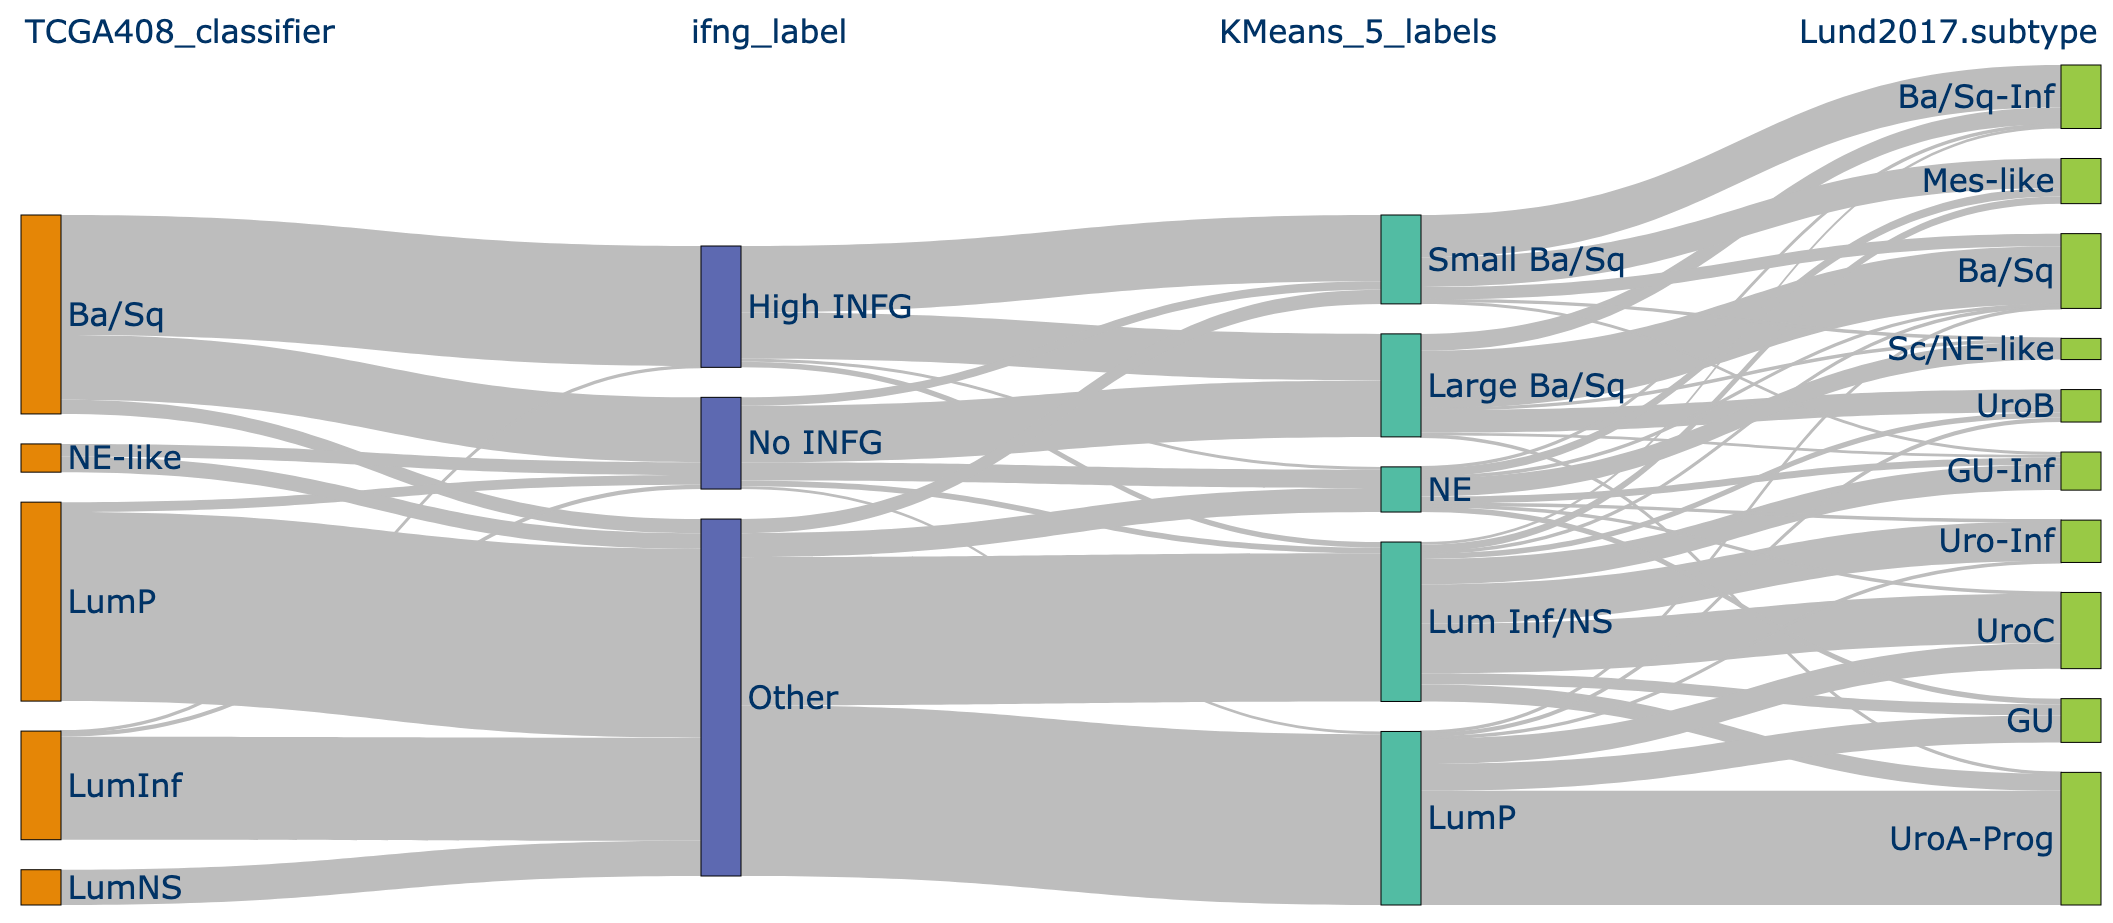 TCGA408_classifier
ifng_label
KMeans_5_labels
Lund2017.subtype
Ba/Sq
NE-like
LumP
LumInf
LumNS
High INFG
No INFG
Other
Small Ba/Sq
Large Ba/Sq
NE
Lum Inf/NS
LumP
Ba/Sq-Inf
Mes-like
Ba/Sq
Sc/NE-like
UroB
GU-Inf
Uro-Inf
UroC
GU
UroA-Prog